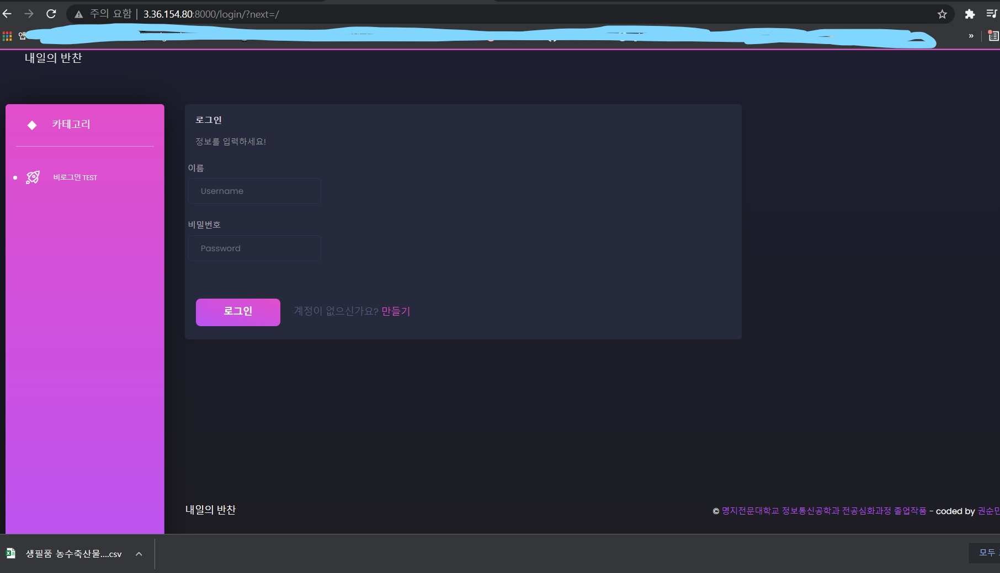 주의 요함 | 3.36.154.80:8000/login/?next=/
앱
»
내일의 반찬
카테고리
비로그인 TEST
로그인
정보를 입력하세요!
이름
Username
비밀번호
Password
로그인 계정이 없으신가요? 만들기
내일의 반찬
© 명지전문대학교 정보통신공학과 전공심화과정 졸업작품 - coded by 권순민
생필품 농수축산물....csv
모두